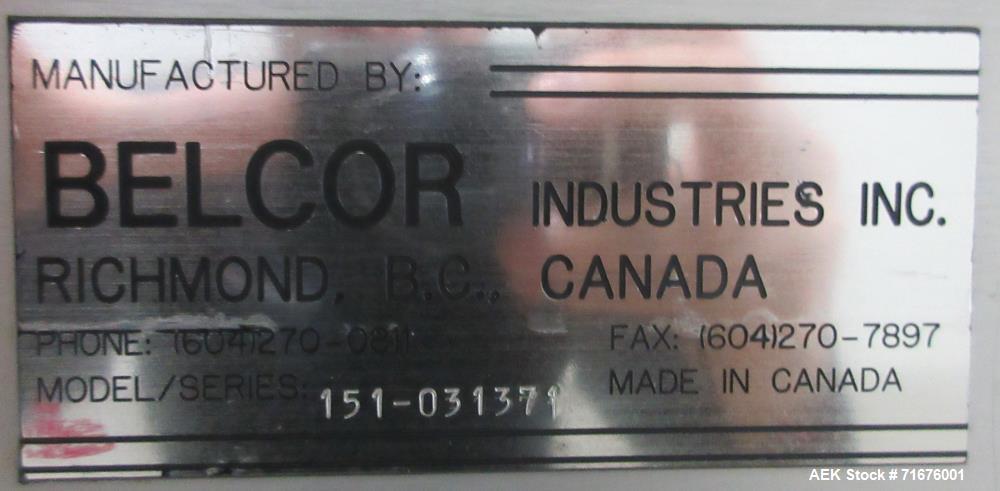 MANUFACTURED BY:
BELCOR INDUSTRIES INC.
RICHMOND, B.C., CANADA
PHONE: (604)270-0811 FAX: (604)270-7897
MODEL/SERIES: 151-031371 MADE IN CANADA
AEK Stock # 71676001